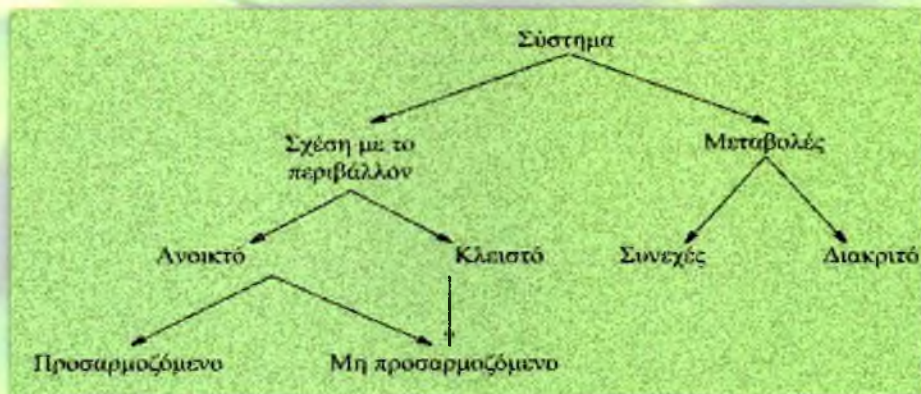 Σύστημα
Σχέση με το
περιβάλλον
Μεταβολές
Ανοικτό
Κλειστό
Συνεχές
Διακριτό
Προσαρμοζόμενο
Μη προσαρμοζόμενο